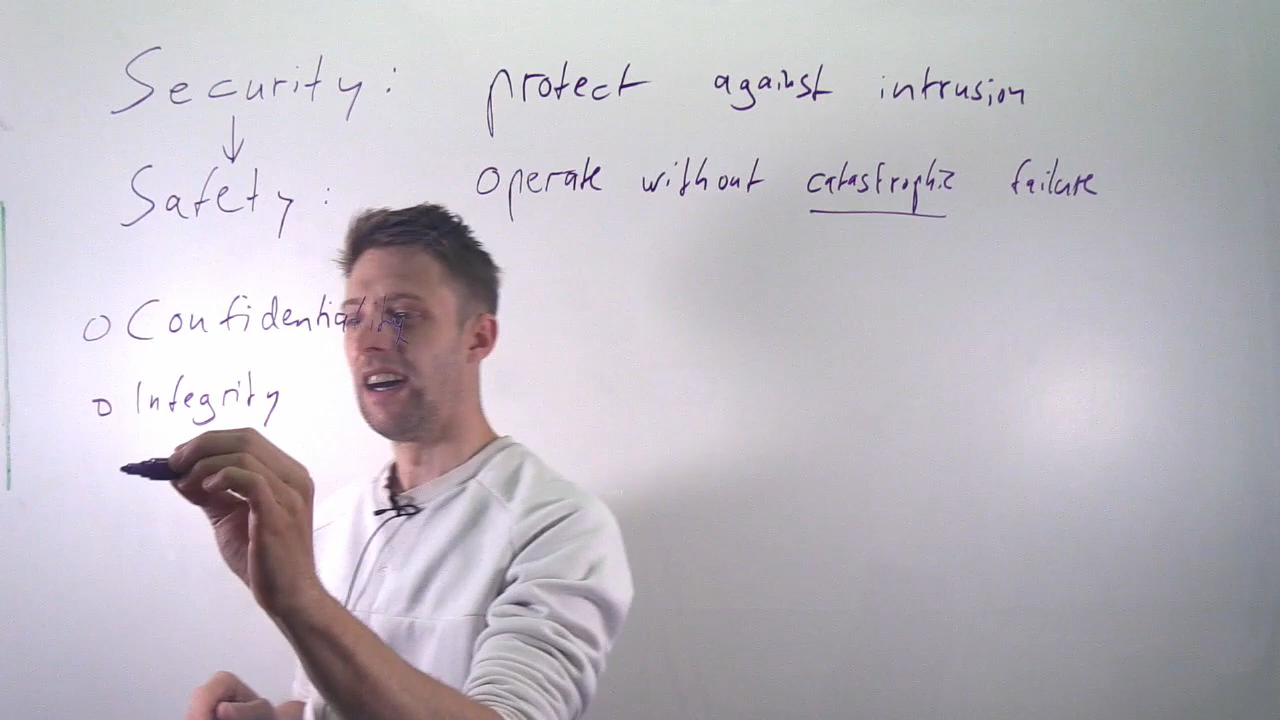 Security: protect against intrusion
↓
Safety: operate without catastrophic failure
o Confidentiality
o Integrity